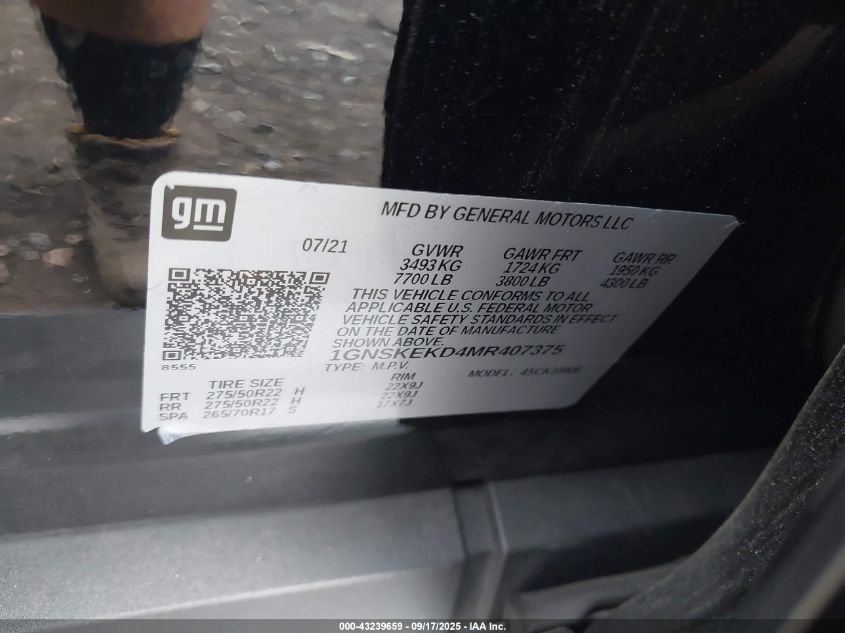 gm
MFD BY GENERAL MOTORS LLC
07/21 GVWR GAWR FRT GAWR RR
3493 KG 1724 KG 1950 KG
7700 LB 3800 LB 4300 LB
THIS VEHICLE CONFORMS TO ALL
APPLICABLE U.S. FEDERAL MOTOR
VEHICLE SAFETY STANDARDS IN EFFECT
ON THE DATE OF MANUFACTURE
SHOWN ABOVE.
1GNSKEKD4MR407375
8555
TYPE: M.P.V. MODEL:
TIRE SIZE RIM
FRT 275/50R22 H 22X9J
RR 275/50R22 H 22X9J
SPA 265/70R17 S 17X7J
000-43239659 - 09/17/2025 - IAA Inc.